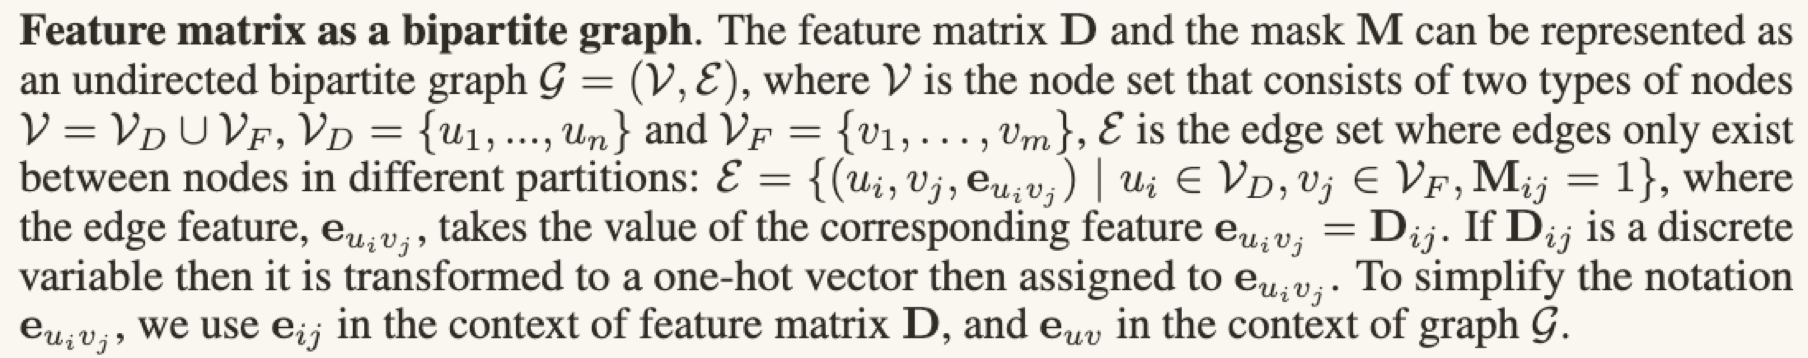 Feature matrix as a bipartite graph. The feature matrix D and the mask M can be represented as
an undirected bipartite graph 𝒢 = (𝒱, ℰ), where 𝒱 is the node set that consists of two types of nodes
𝒱 = 𝒱_D ∪ 𝒱_F, 𝒱_D = {u_1, ..., u_n} and 𝒱_F = {v_1, . . . , v_m}, ℰ is the edge set where edges only exist
between nodes in different partitions: ℰ = {(u_i, v_j, e_{u_i v_j}) | u_i ∈ 𝒱_D, v_j ∈ 𝒱_F, M_{ij} = 1}, where
the edge feature, e_{u_i v_j}, takes the value of the corresponding feature e_{u_i v_j} = D_{ij}. If D_{ij} is a discrete
variable then it is transformed to a one-hot vector then assigned to e_{u_i v_j}. To simplify the notation
e_{u_i v_j}, we use e_{ij} in the context of feature matrix D, and e_{uv} in the context of graph 𝒢.